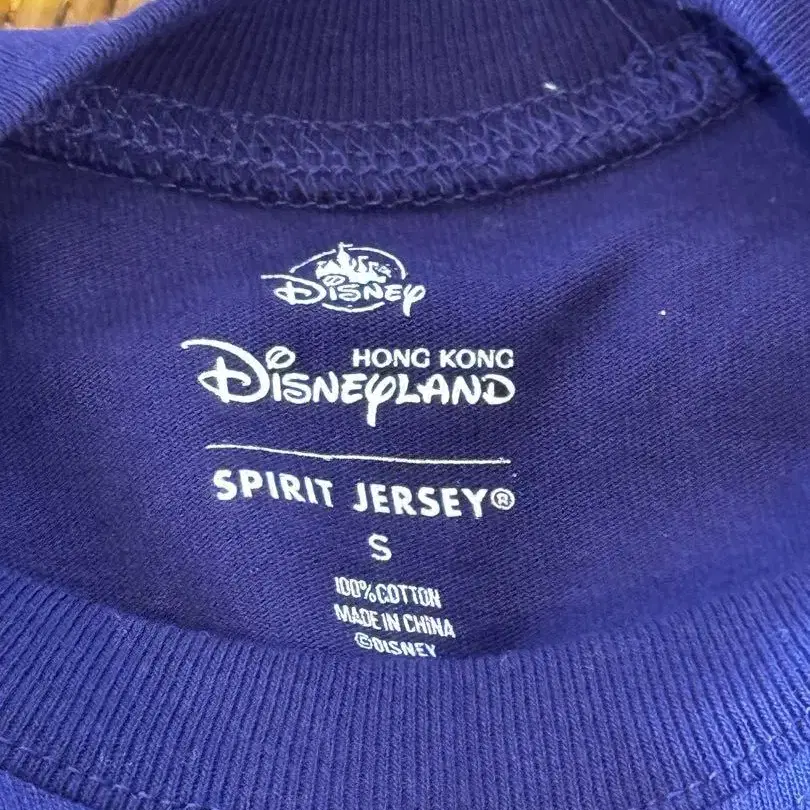 Disney
HONG KONG
Disneyland
SPIRIT JERSEY®
S
100% COTTON
MADE IN CHINA
©DISNEY